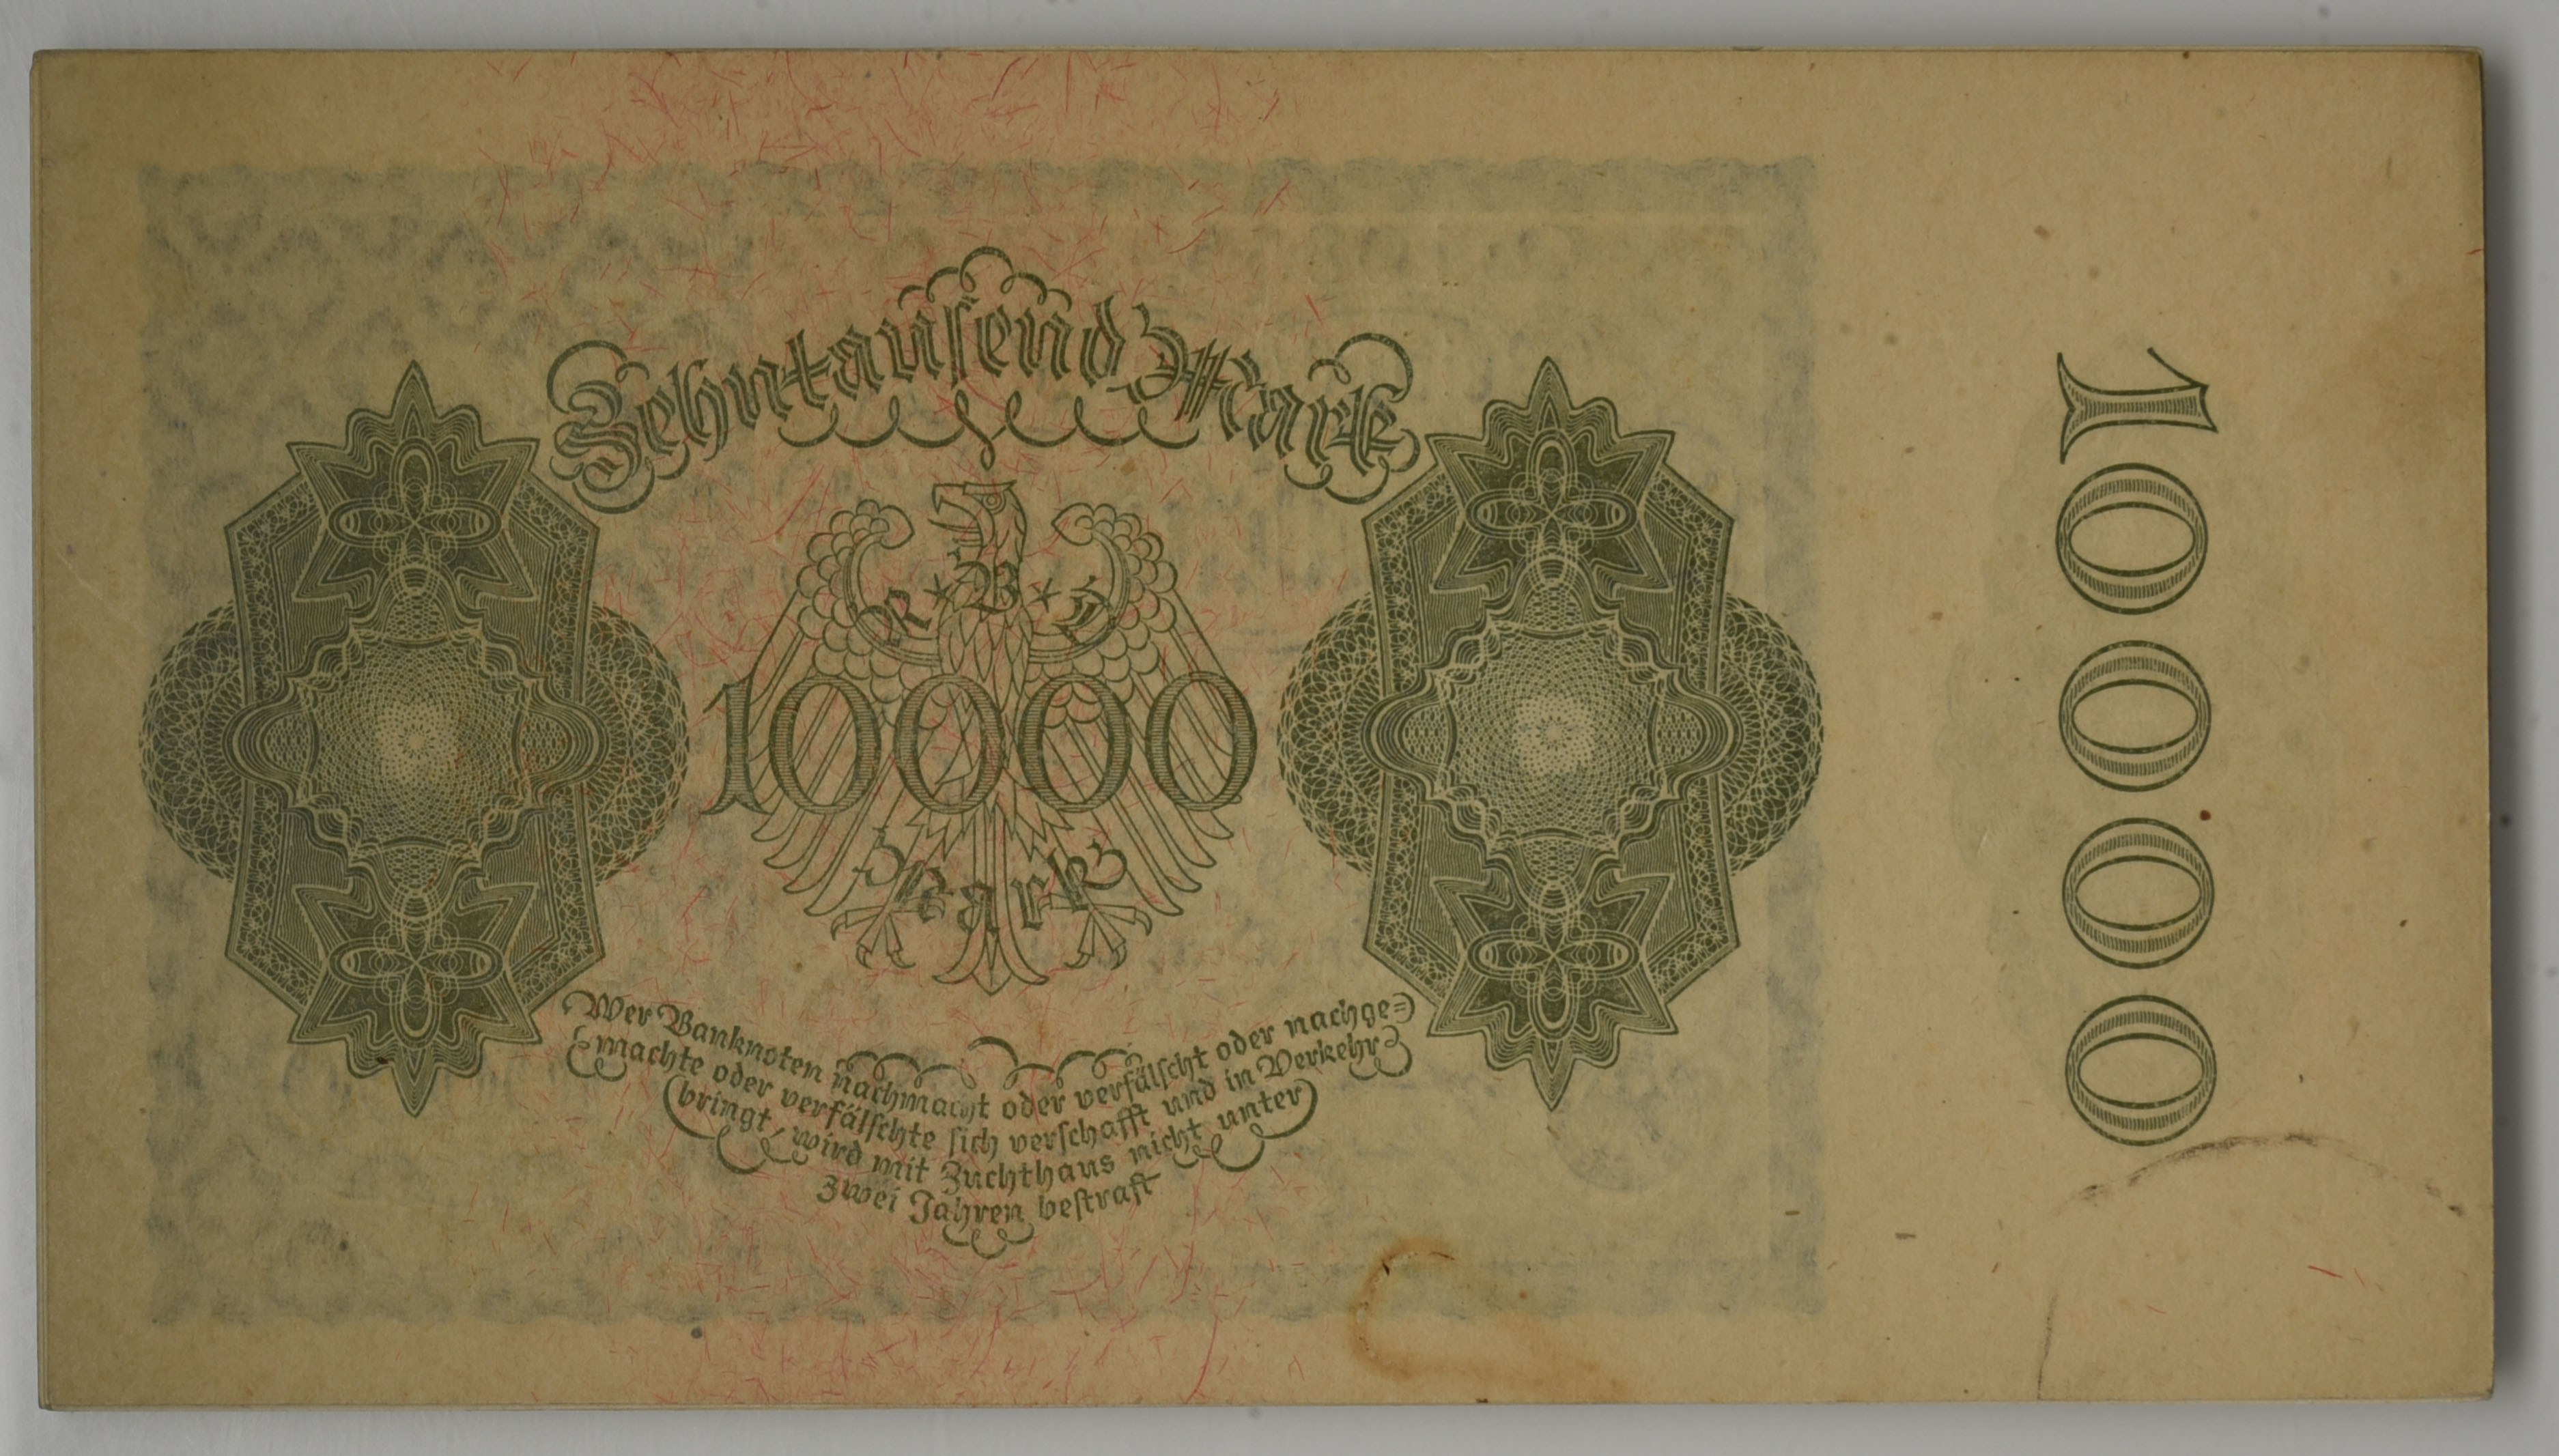 Zehntausend Mark
R * B * D
10000
Mark
Wer Banknoten nachmacht oder verfälscht oder nachge=
machte oder verfälschte sich verschafft und in Verkehr
bringt, wird mit Zuchthaus nicht unter
zwei Jahren bestraft
10000